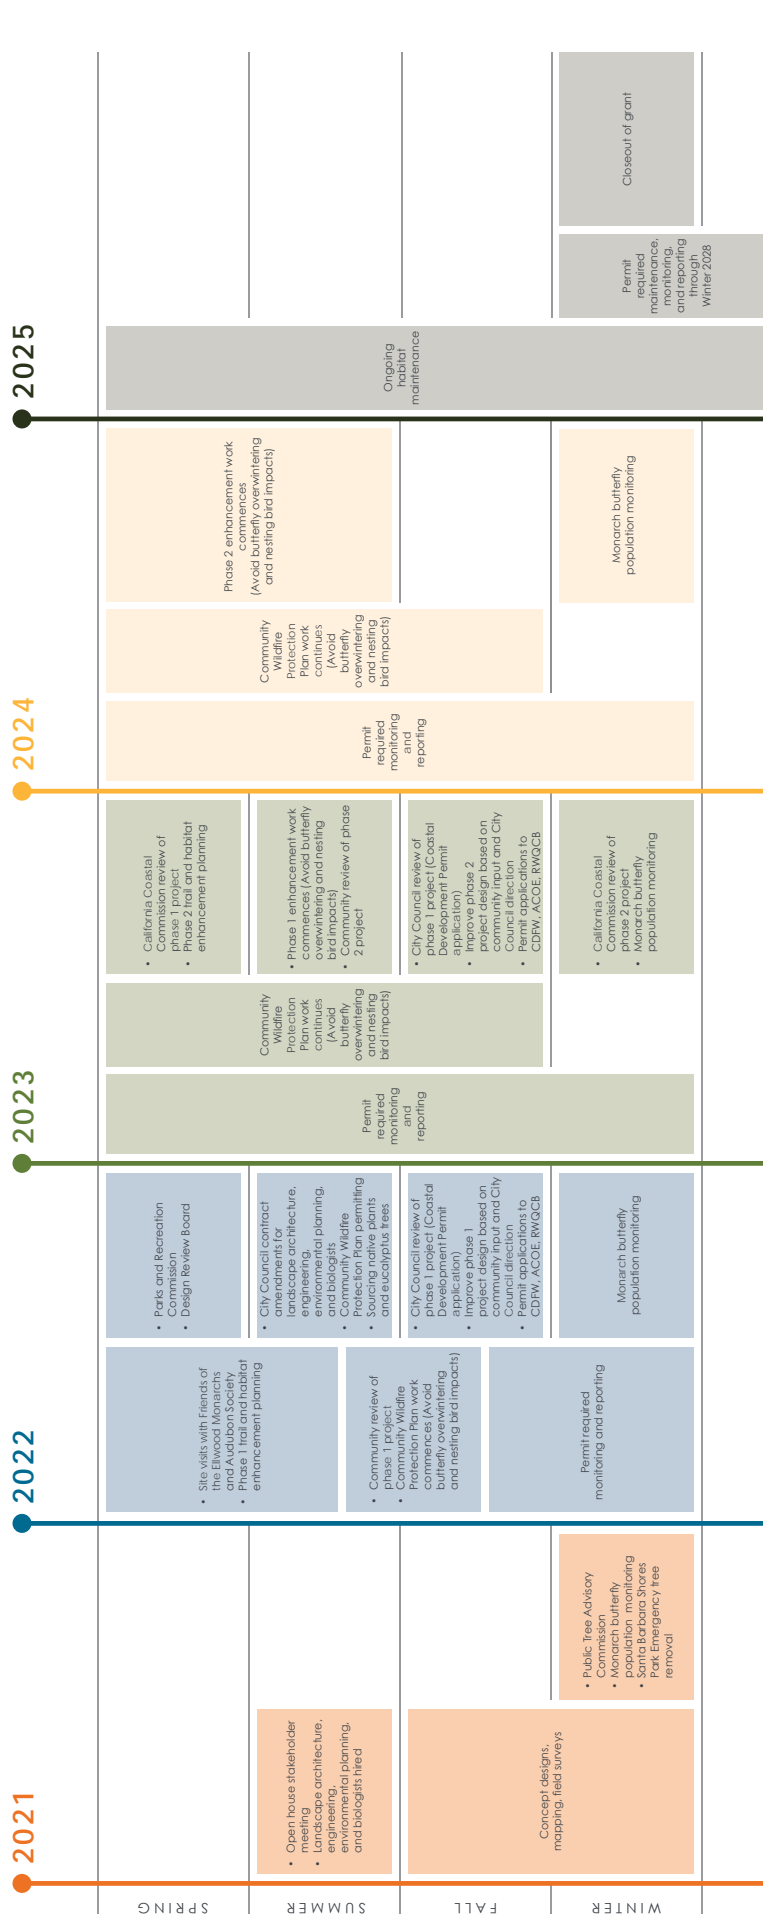 2021
2022
2023
2024
2025
SPRING
SUMMER
FALL
WINTER
• Open house stakeholder
meeting
• Landscape architecture,
engineering,
environmental planning,
and biologists hired
Concept designs,
mapping, field surveys
• Public Tree Advisory
Commission
• Monarch butterfly
population monitoring
• Santa Barbara Shores
Park Emergency tree
removal
• Site visits with Friends of
the Ellwood Monarchs
and Audubon Society
• Phase 1 trail and habitat
enhancement planning
• Community review of
phase 1 project
• Community Wildfire
Protection Plan work
commences (Avoid
butterfly overwintering
and nesting bird impacts)
Permit required
monitoring and reporting
• Parks and Recreation
Commission
• Design Review Board
• City Council contract
amendments for
landscape architecture,
engineering,
environmental planning,
and biologists
• Community Wildfire
Protection Plan permitting
• Sourcing native plants
and eucalyptus trees
• City Council review of
phase 1 project (Coastal
Development Permit
application)
• Improve phase 1
project design based on
community input and City
Council direction
• Permit applications to
CDFW, ACOE, RWQCB
Monarch butterfly
population monitoring
Permit
required
monitoring
and
reporting
Community
Wildfire
Protection
Plan work
continues
(Avoid
butterfly
overwintering
and nesting
bird impacts)
• California Coastal
Commission review of
phase 1 project
• Phase 2 trail and habitat
enhancement planning
• Phase 1 enhancement work
commences (Avoid butterfly
overwintering and nesting
bird impacts)
• Community review of phase
2 project
• City Council review of
phase 1 project (Coastal
Development Permit
application)
• Improve phase 2
project design based on
community input and City
Council direction
• Permit applications to
CDFW, ACOE, RWQCB
• California Coastal
Commission review of
phase 2 project
• Monarch butterfly
population monitoring
Permit
required
monitoring
and
reporting
Community
Wildfire
Protection
Plan work
continues
(Avoid
butterfly
overwintering
and nesting
bird impacts)
Phase 2 enhancement work
commences
(Avoid butterfly overwintering
and nesting bird impacts)
Monarch butterfly
population monitoring
Ongoing
habitat
maintenance
Permit
required
maintenance,
monitoring,
and reporting
through
Winter 2028
Closeout of grant